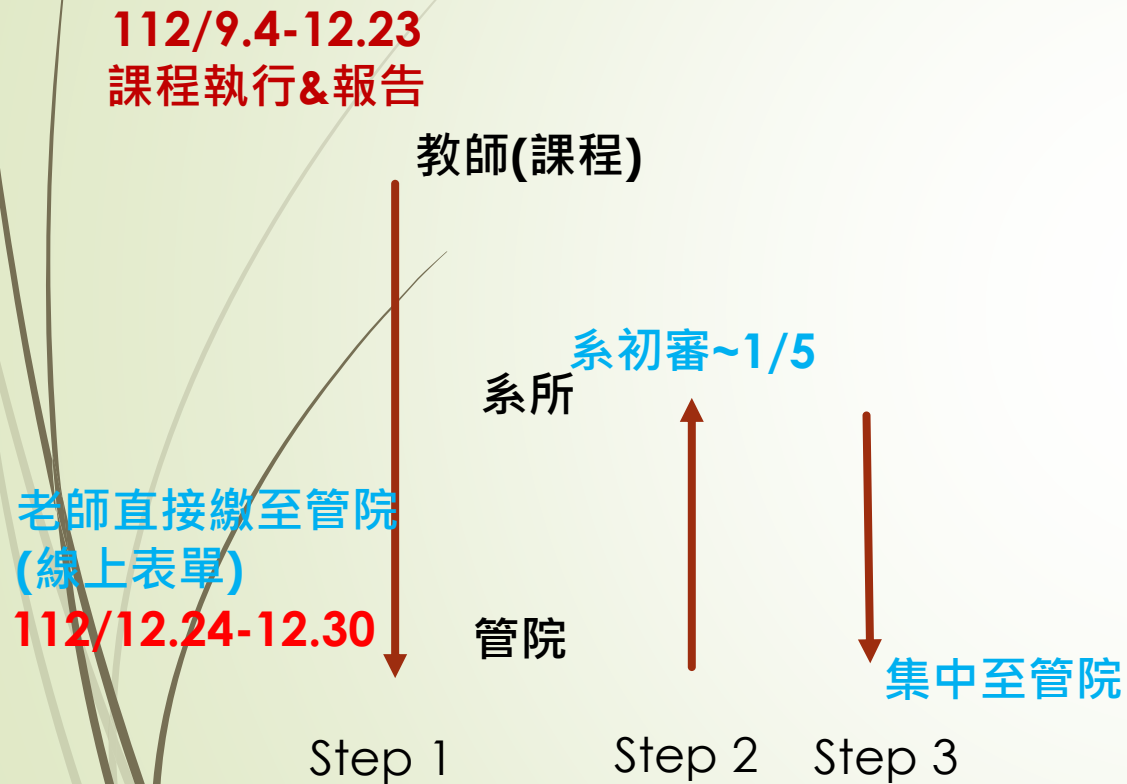 112/9.4-12.23
課程執行&報告
教師(課程)
系初審~1/5
系所
老師直接繳至管院
(線上表單)
112/12.24-12.30
管院
集中至管院
Step 1
Step 2
Step 3